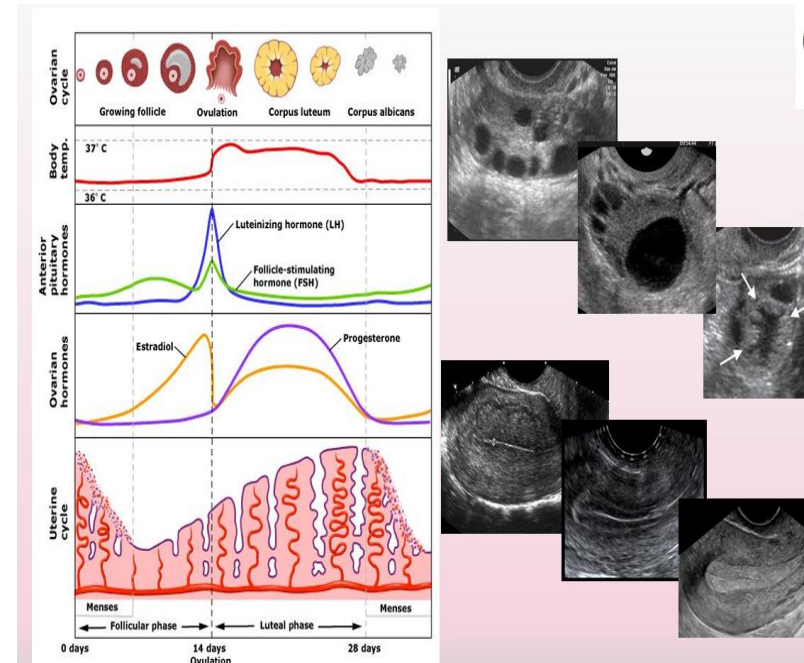 Ovarian
cycle
Growing follicle
Ovulation
Corpus luteum
Corpus albicans
Body
temp.
37° C
36° C
Anterior
pituitary
hormones
Luteinizing hormone (LH)
Follicle-stimulating
hormone (FSH)
Ovarian
hormones
Estradiol
Progesterone
Uterine
cycle
Menses
Menses
Follicular phase
Luteal phase
0 days
14 days
28 days
Ovulation